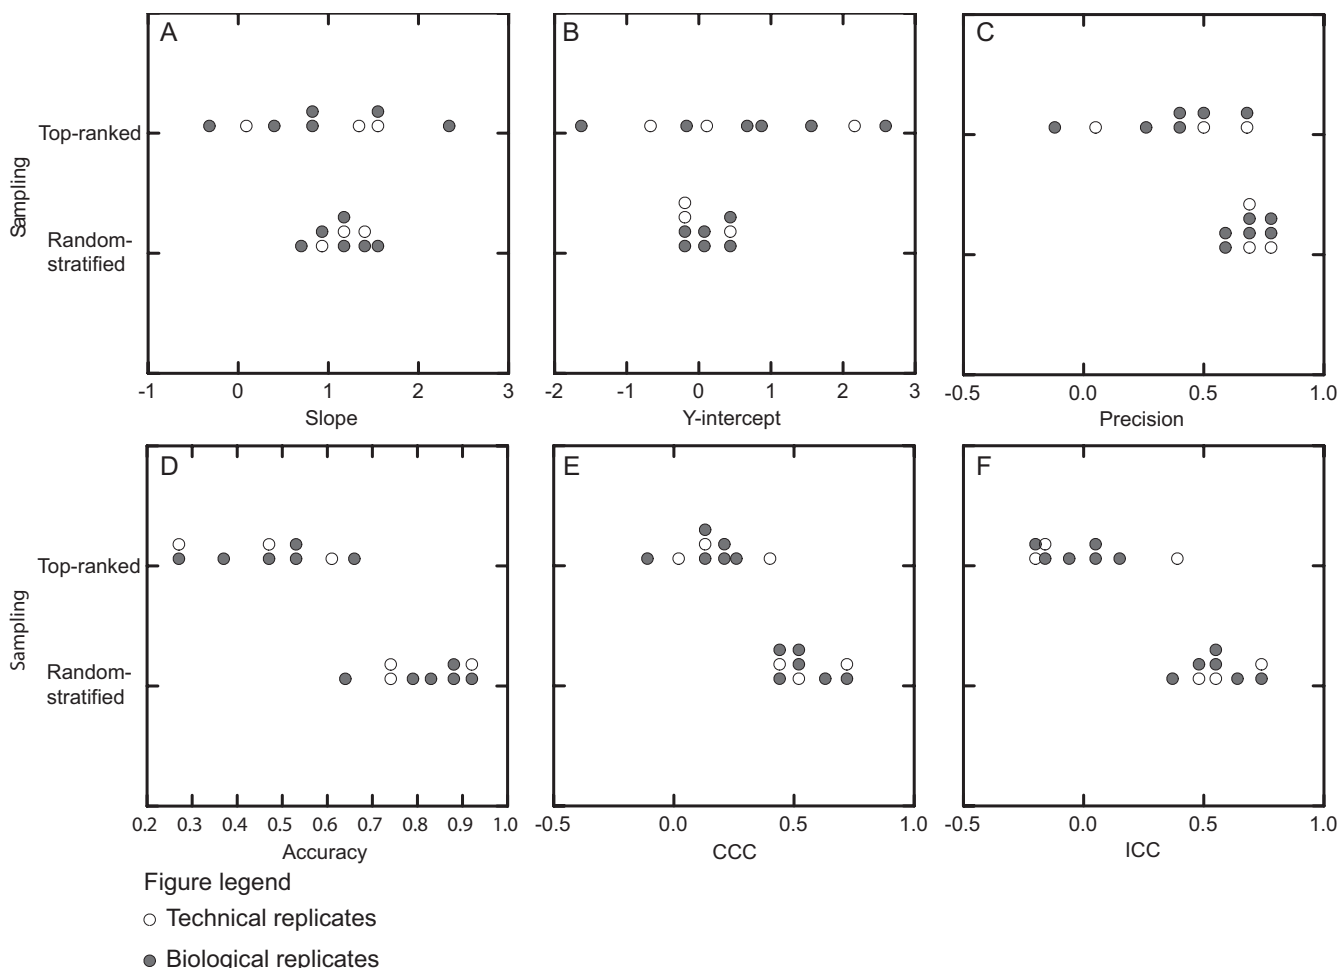 A
B
C
Sampling
Top-ranked
Random-
stratified
-1 0 1 2 3
-2 -1 0 1 2 3
-0.5 0.0 0.5 1.0
Slope
Y-intercept
Precision
D
E
F
Sampling
Top-ranked
Random-
stratified
0.2 0.3 0.4 0.5 0.6 0.7 0.8 0.9 1.0
-0.5 0.0 0.5 1.0
-0.5 0.0 0.5 1.0
Accuracy
CCC
ICC
Figure legend
Technical replicates
Biological replicates